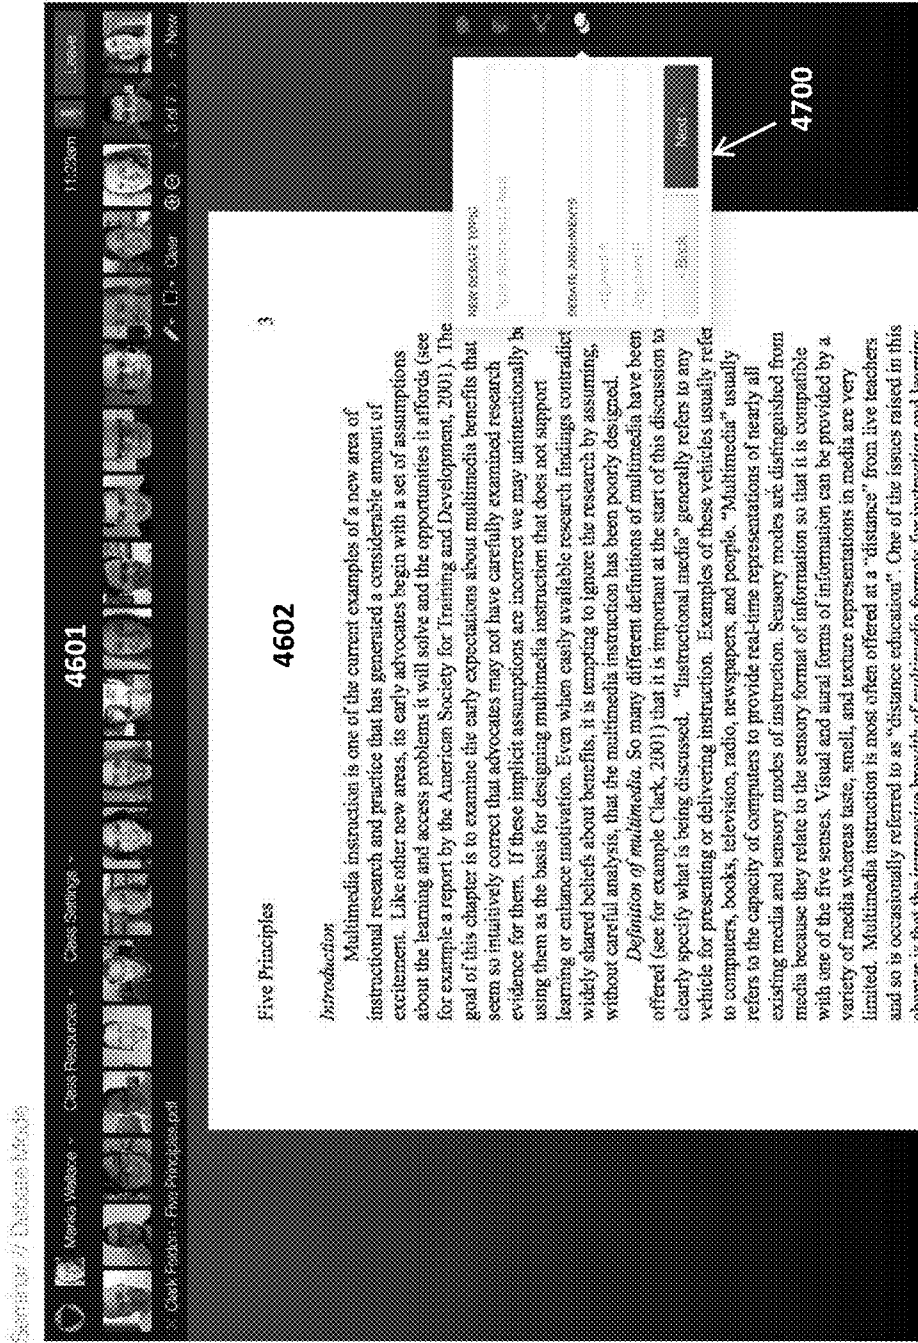 Seminar // Debate Mode
Class Resources
Class Settings
11:33am
Leave
4601
Five Principles.pdf
Clear
New
Five Principles 3
4602
Introduction
Multimedia instruction is one of the current examples of a new area of
instructional research and practice that has generated a considerable amount of
excitement. Like other new areas, its early advocates begin with a set of assumptions
about the learning and access problems it will solve and the opportunities it affords (see
for example a report by the American Society for Training and Development, 2001). The
goal of this chapter is to examine the early expectations about multimedia benefits that
seem so intuitively correct that advocates may not have carefully examined research
evidence for them. If these implicit assumptions are incorrect we may unintentionally b
using them as the basis for designing multimedia instruction that does not support
learning or enhance motivation. Even when easily available research findings contradict
widely shared beliefs about benefits, it is tempting to ignore the research by assuming,
without careful analysis, that the multimedia instruction has been poorly designed.
Definition of multimedia. So many different definitions of multimedia have been
offered (see for example Clark, 2001) that it is important at the start of this discussion to
clearly specify what is being discussed. "Instructional media" generally refers to any
vehicle for presenting or delivering instruction. Examples of these vehicles usually refer
to computers, books, television, radio, newspapers, and people. "Multimedia" usually
refers to the capacity of computers to provide real-time representations of nearly all
existing media and sensory modes of instruction. Sensory modes are distinguished from
media because they relate to the sensory format of information so that it is compatible
with one of the five senses. Visual and aural forms of information can be provided by a
variety of media whereas taste, smell, and texture representations in media are very
limited. Multimedia instruction is most often offered at a "distance" from live teachers
and so is occasionally referred to as "distance education". One of the issues raised in this
NEW DEBATE TOPIC
DEBATE ASSIGNMENTS
Back
Next
4700